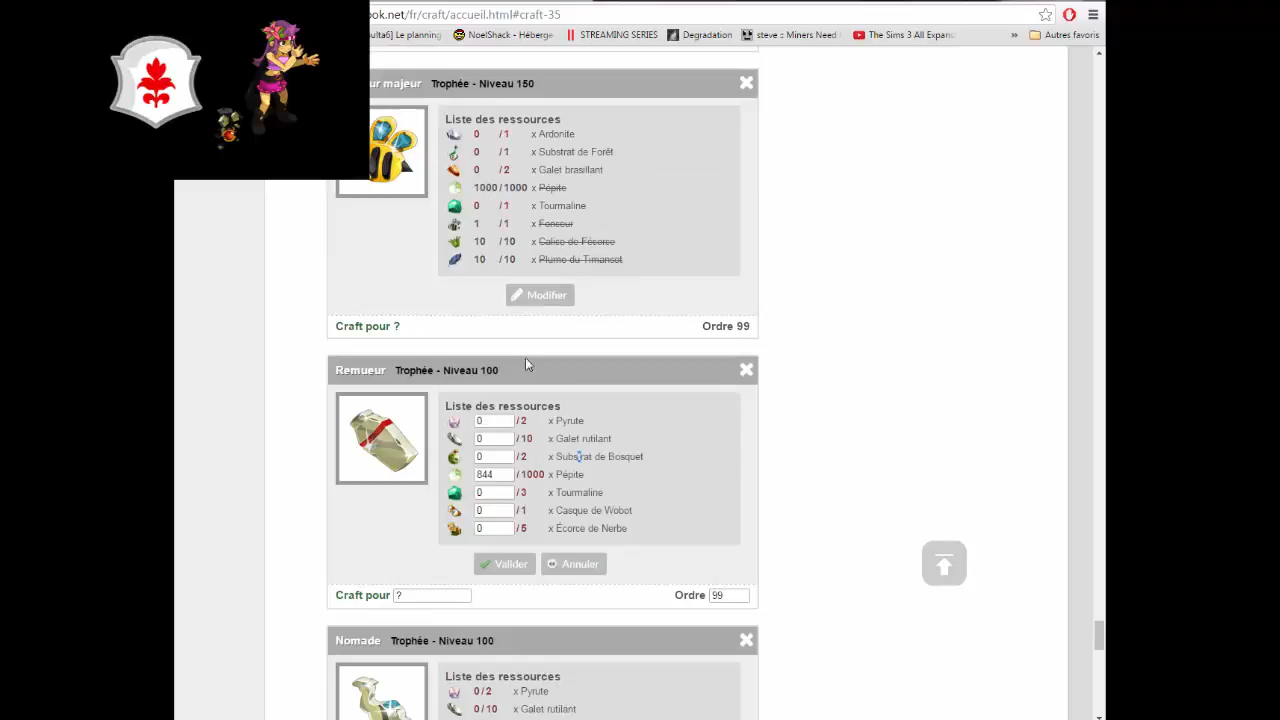 ook.net/fr/craft/accueil.html#craft-35
ulta6] Le planning
NoelShack - Héberge
STREAMING SERIES
Degradation
steve :: Miners Need
The Sims 3 All Expans
»
Autres favoris
ur majeur Trophée - Niveau 150
Liste des ressources
0 /1 x Ardonite
0 /1 x Substrat de Forêt
0 /2 x Galet brasillant
1000 /1000 x Pépite
0 /1 x Tourmaline
1 /1 x Fonceur
10 /10 x Calice de Fécorce
10 /10 x Plume du Timansot
Modifier
Craft pour ? Ordre 99
Remueur Trophée - Niveau 100
Liste des ressources
0 /2 x Pyrute
0 /10 x Galet rutilant
0 /2 x Substrat de Bosquet
844 /1000 x Pépite
0 /3 x Tourmaline
0 /1 x Casque de Wobot
0 /5 x Écorce de Nerbe
Valider Annuler
Craft pour ? Ordre 99
Nomade Trophée - Niveau 100
Liste des ressources
0/2 x Pyrute
0/10 x Galet rutilant